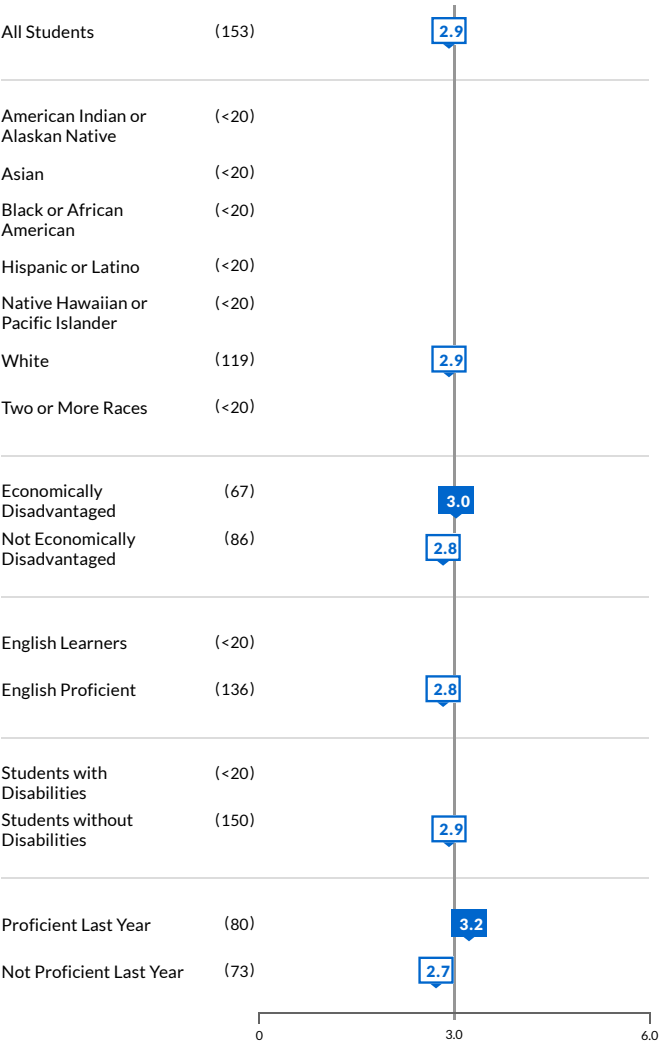 All Students (153) 2.9
American Indian or (<20)
Alaskan Native
Asian (<20)
Black or African (<20)
American
Hispanic or Latino (<20)
Native Hawaiian or (<20)
Pacific Islander
White (119) 2.9
Two or More Races (<20)
Economically (67) 3.0
Disadvantaged
Not Economically (86) 2.8
Disadvantaged
English Learners (<20)
English Proficient (136) 2.8
Students with (<20)
Disabilities
Students without (150) 2.9
Disabilities
Proficient Last Year (80) 3.2
Not Proficient Last Year (73) 2.7
0 3.0 6.0